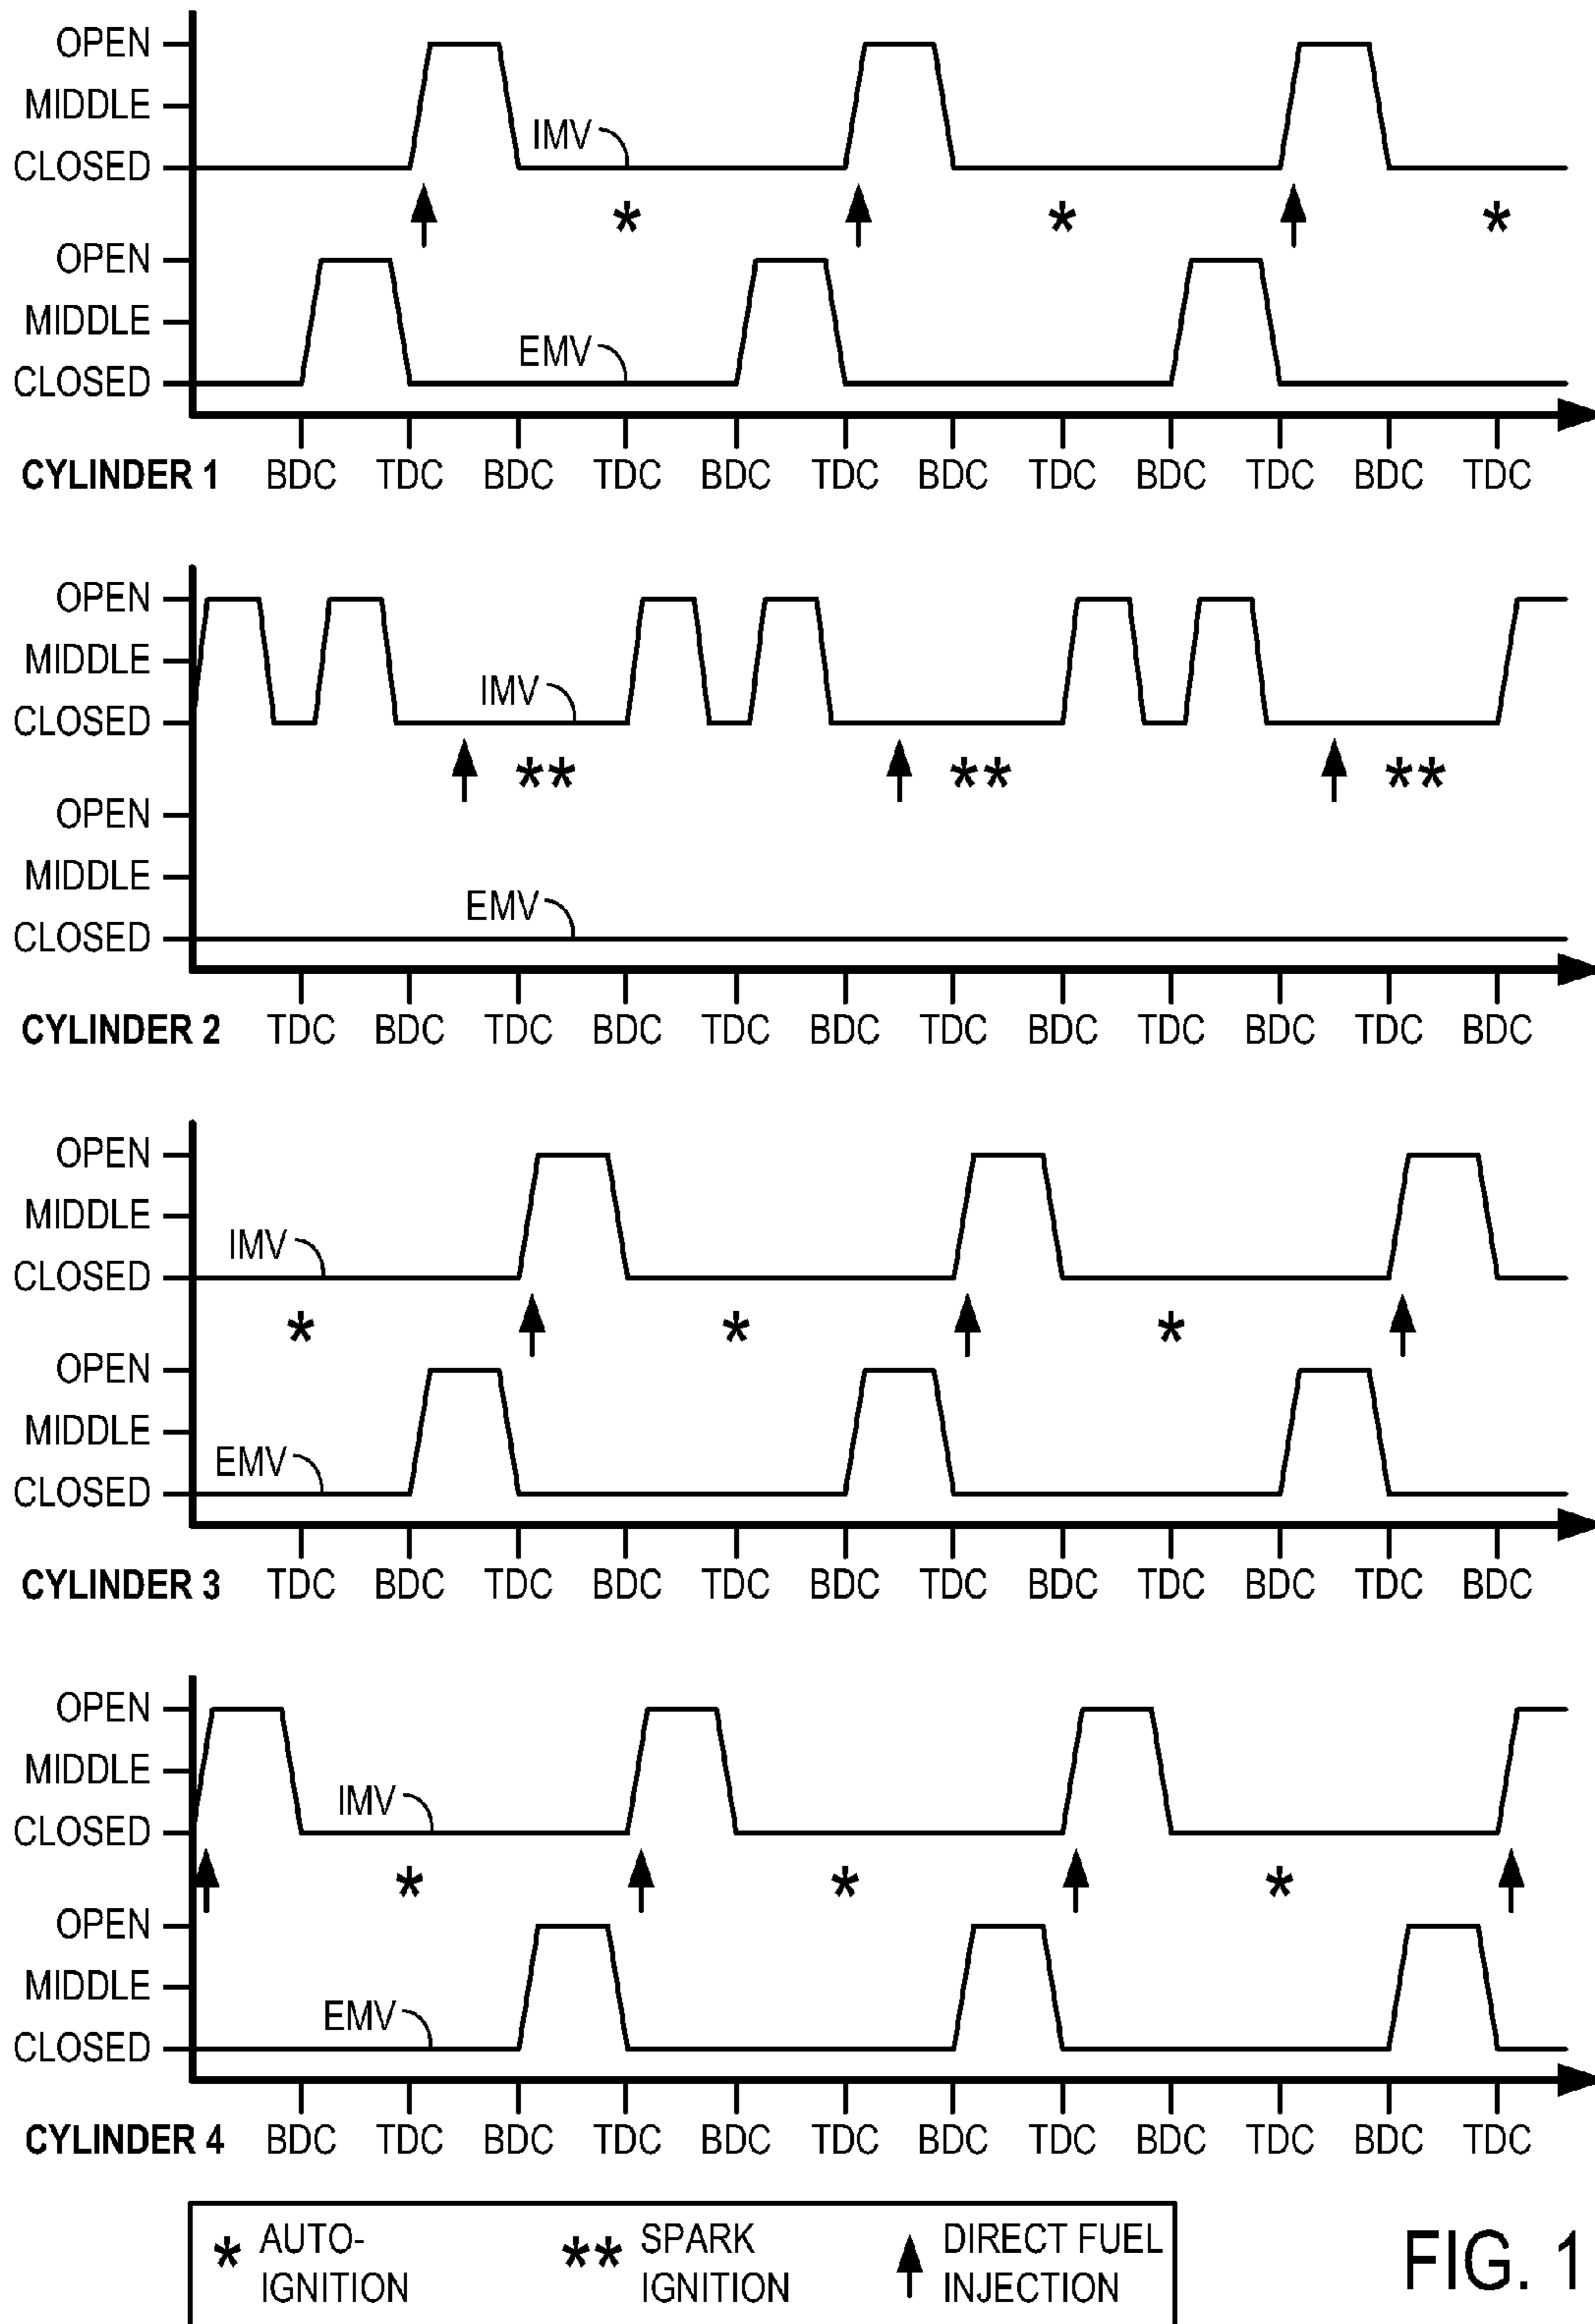 OPEN
MIDDLE
CLOSED
IMV
OPEN
MIDDLE
CLOSED
EMV
CYLINDER 1 BDC TDC BDC TDC BDC TDC BDC TDC BDC TDC BDC TDC
OPEN
MIDDLE
CLOSED
IMV
**
**
**
OPEN
MIDDLE
CLOSED
EMV
CYLINDER 2 TDC BDC TDC BDC TDC BDC TDC BDC TDC BDC TDC BDC
OPEN
MIDDLE
CLOSED
IMV
OPEN
MIDDLE
CLOSED
EMV
CYLINDER 3 TDC BDC TDC BDC TDC BDC TDC BDC TDC BDC TDC BDC
OPEN
MIDDLE
CLOSED
IMV
OPEN
MIDDLE
CLOSED
EMV
CYLINDER 4 BDC TDC BDC TDC BDC TDC BDC TDC BDC TDC BDC TDC
* AUTO-
IGNITION
** SPARK
IGNITION
DIRECT FUEL
INJECTION
FIG. 1